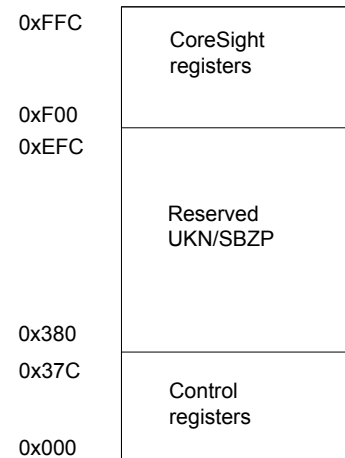 0xFFC
CoreSight
registers
0xF00
0xEFC
Reserved
UKN/SBZP
0x380
0x37C
Control
registers
0x000